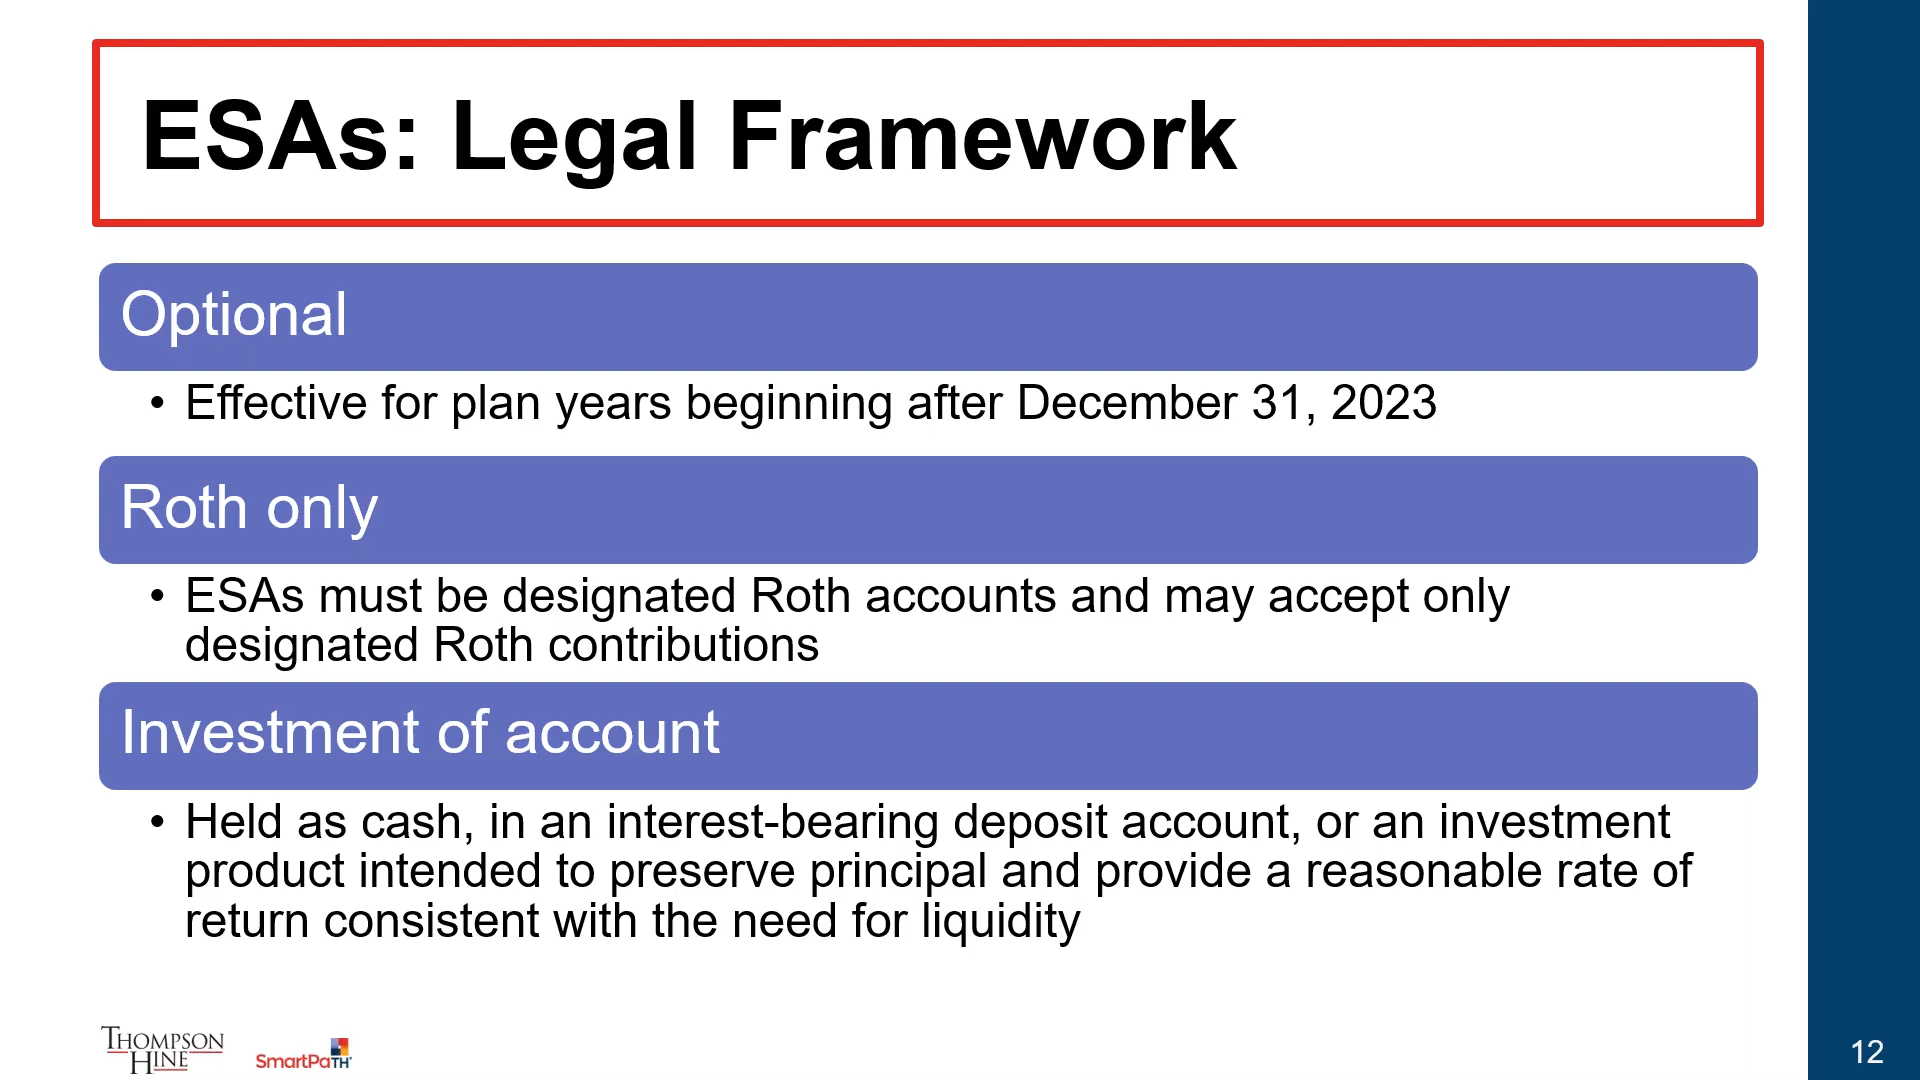 ESAs: Legal Framework
Optional
• Effective for plan years beginning after December 31, 2023
Roth only
• ESAs must be designated Roth accounts and may accept only
designated Roth contributions
Investment of account
• Held as cash, in an interest-bearing deposit account, or an investment
product intended to preserve principal and provide a reasonable rate of
return consistent with the need for liquidity
THOMPSON
HINE
SmartPaTH
12